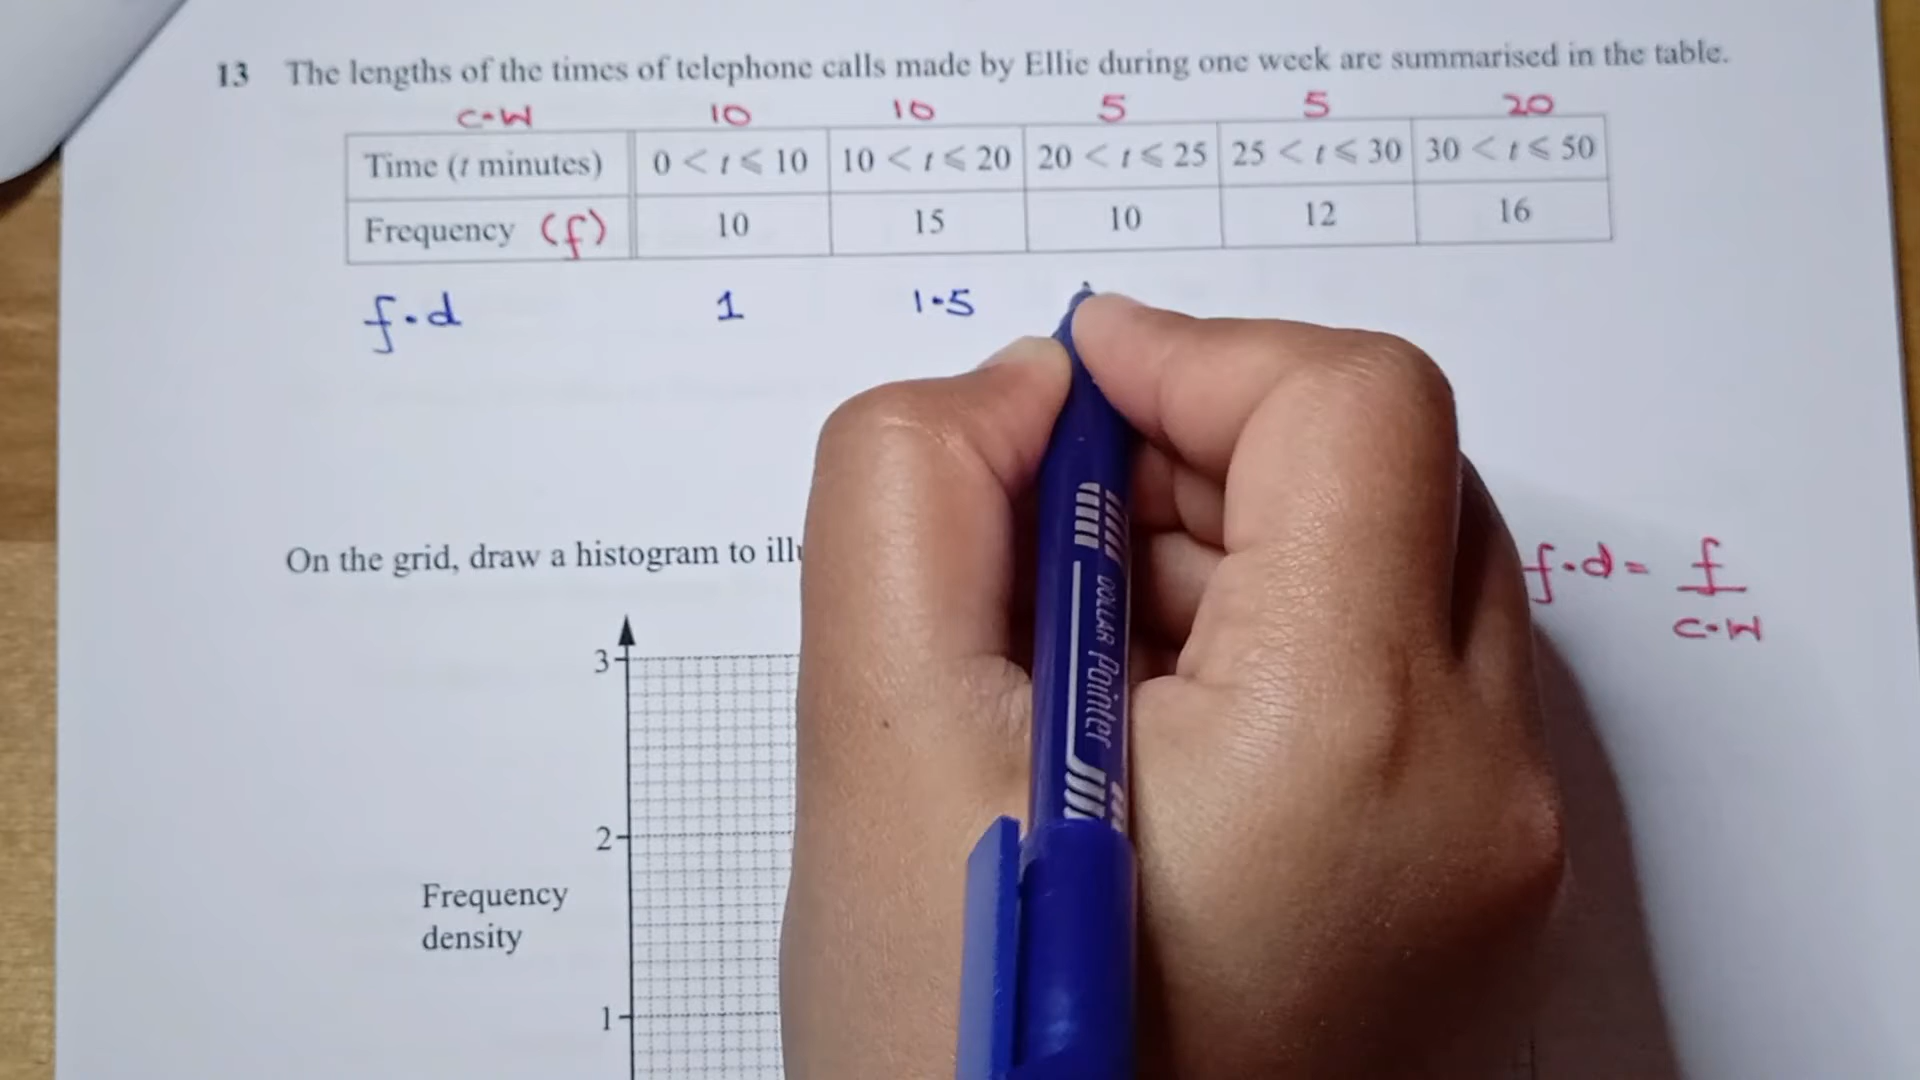 13 The lengths of the times of telephone calls made by Ellie during one week are summarised in the table.
C·W 10 10 5 5 20
Time (t minutes) 0 < t ⩽ 10 10 < t ⩽ 20 20 < t ⩽ 25 25 < t ⩽ 30 30 < t ⩽ 50
Frequency (f) 10 15 10 12 16
f·d 1 1·5
On the grid, draw a histogram to
f·d = f
C·W
3
2
Frequency
density
1
DOLLAR Pointer